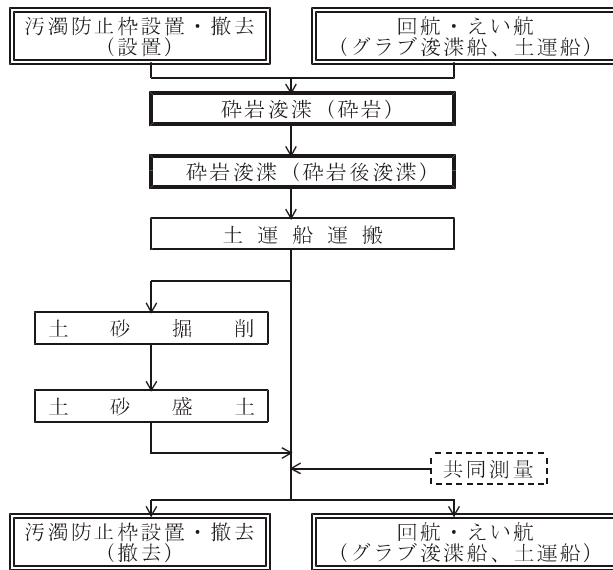 汚濁防止枠設置・撤去
（設置）
回航・えい航
（グラブ浚渫船、土運船）
砕岩浚渫（砕岩）
砕岩浚渫（砕岩後浚渫）
土運船運搬
土砂掘削
土砂盛土
共同測量
汚濁防止枠設置・撤去
（撤去）
回航・えい航
（グラブ浚渫船、土運船）